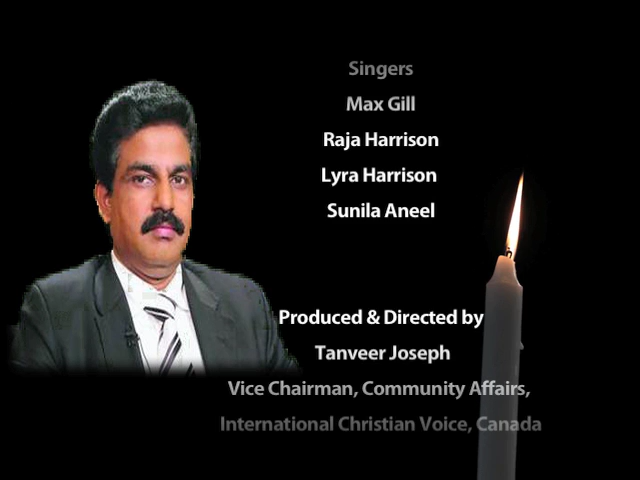 Singers
Max Gill
Raja Harrison
Lyra Harrison
Sunila Aneel
Produced & Directed by
Tanveer Joseph
Vice Chairman, Community Affairs,
International Christian Voice, Canada